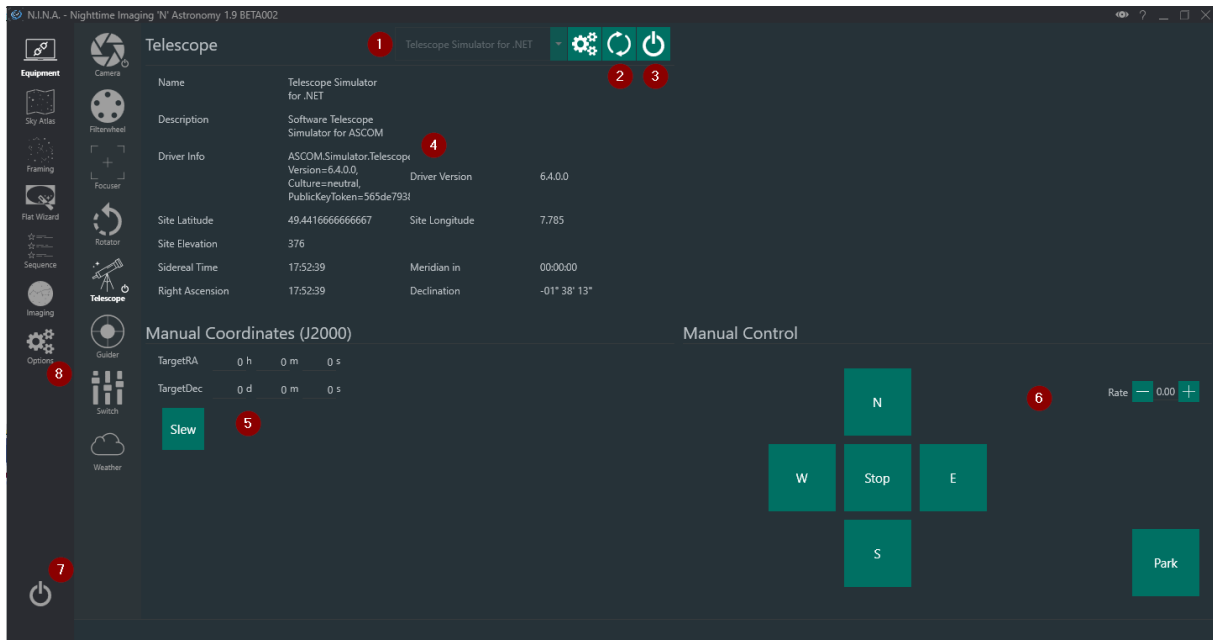 N.I.N.A. - Nighttime Imaging 'N' Astronomy 1.9 BETA002
?
Equipment
Sky Atlas
Framing
Flat Wizard
Sequence
Imaging
Options
8
7
Camera
Filterwheel
Focuser
Rotator
Telescope
Guider
Switch
Weather
Telescope
1
Telescope Simulator for .NET
2
3
Name
Telescope Simulator
for .NET
Description
Software Telescope
Simulator for ASCOM
4
Driver Info
ASCOM.Simulator.Telescope
Version=6.4.0.0,
Culture=neutral,
PublicKeyToken=565de7938
Driver Version
6.4.0.0
Site Latitude
49.4416666666667
Site Longitude
7.785
Site Elevation
376
Sidereal Time
17:52:39
Meridian in
00:00:00
Right Ascension
17:52:39
Declination
-01° 38' 13"
Manual Coordinates (J2000)
TargetRA 0 h 0 m 0 s
TargetDec 0 d 0 m 0 s
Slew
5
Manual Control
N
W
Stop
E
S
6
Rate — 0.00 +
Park